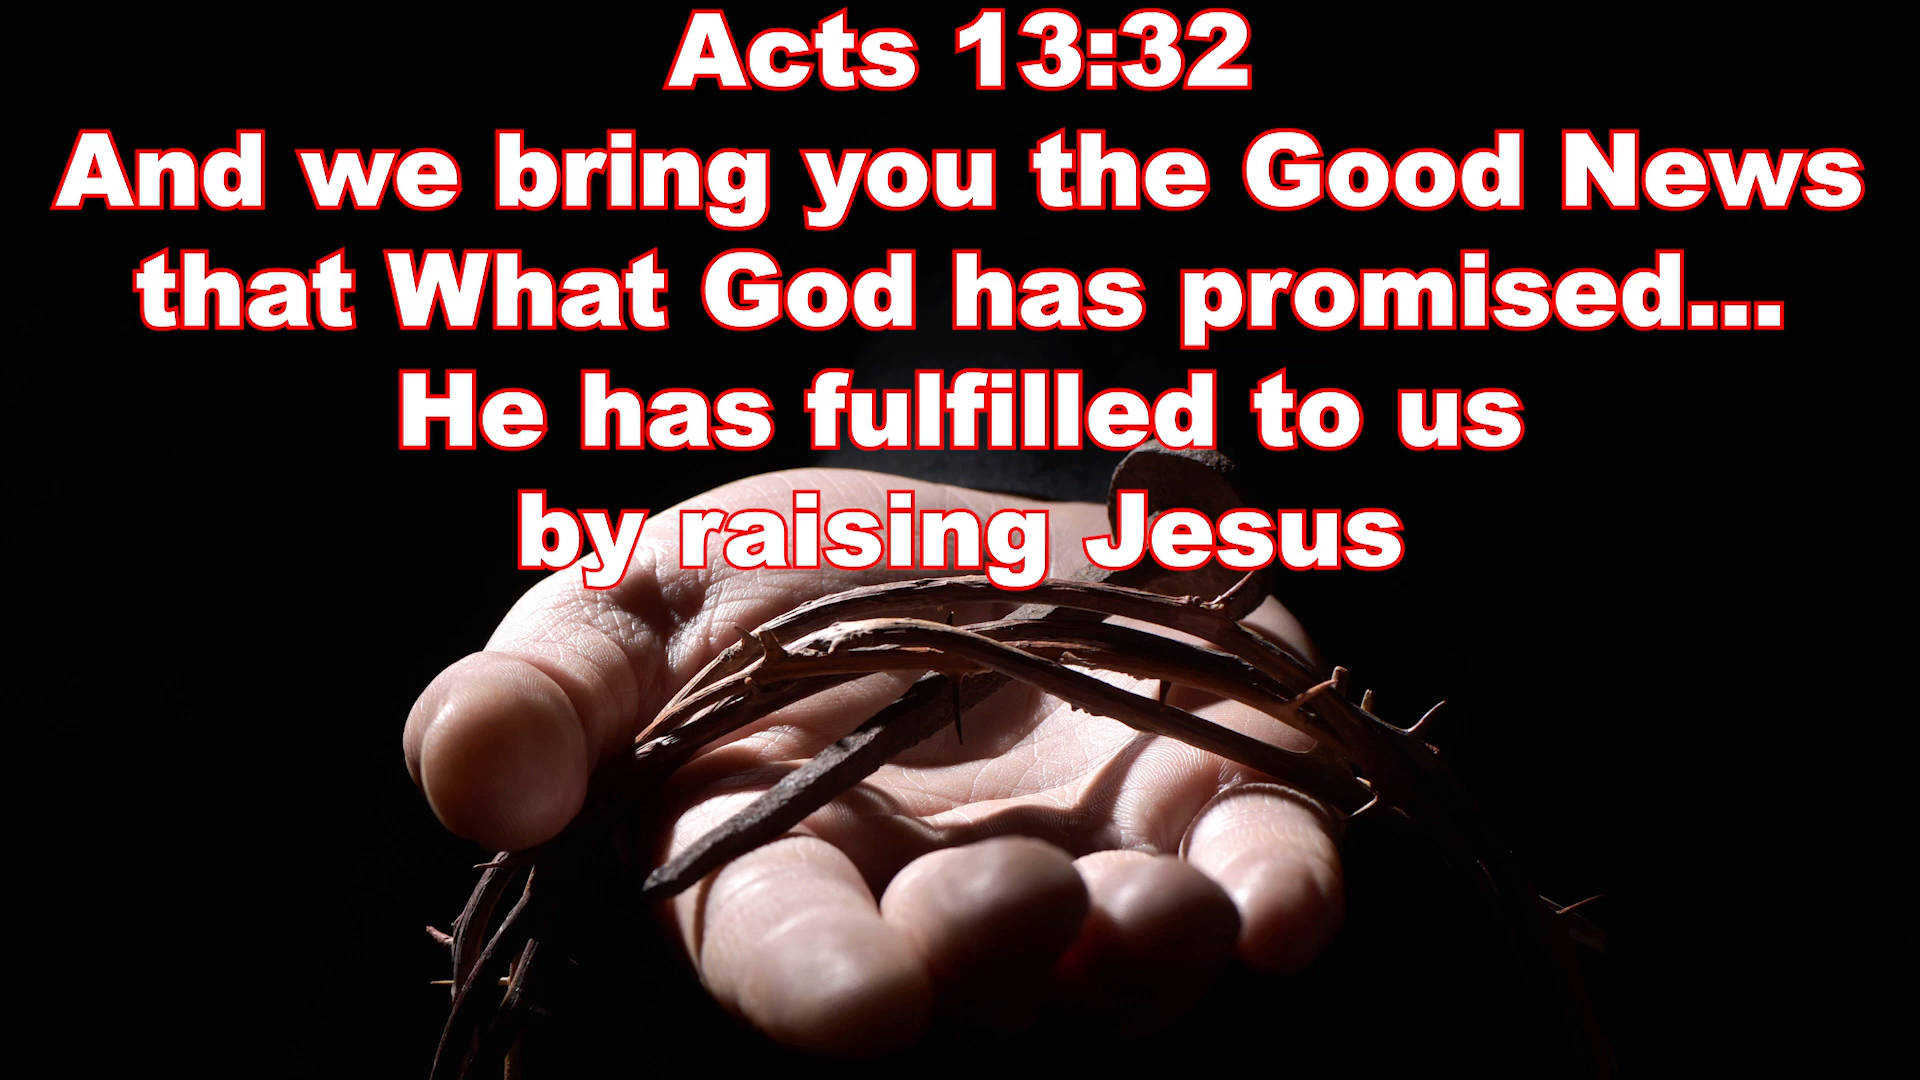 Acts 13:32
And we bring you the Good News
that What God has promised...
He has fulfilled to us
by raising Jesus